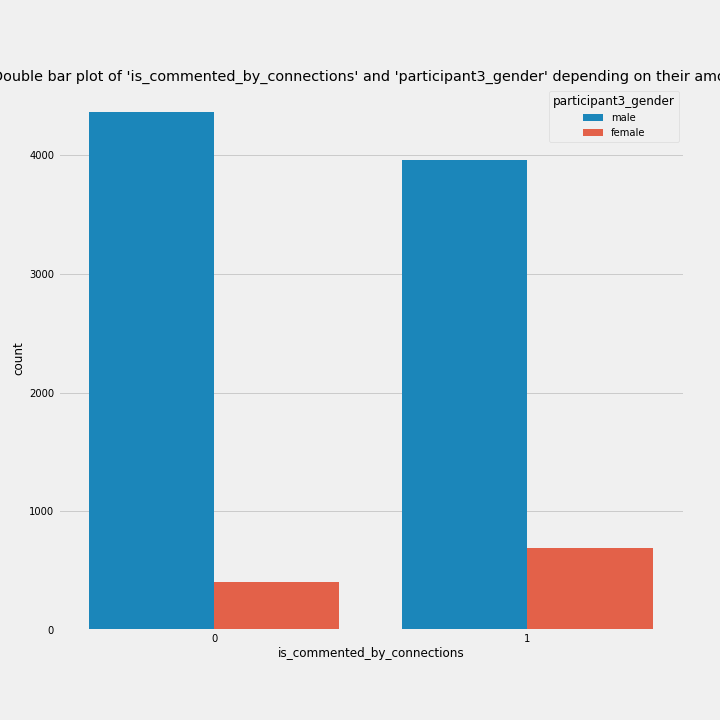 Double bar plot of 'is_commented_by_connections' and 'participant3_gender' depending on their
participant3_gender
male
female
4000
3000
2000
1000
0
count
0 1
is_commented_by_connections